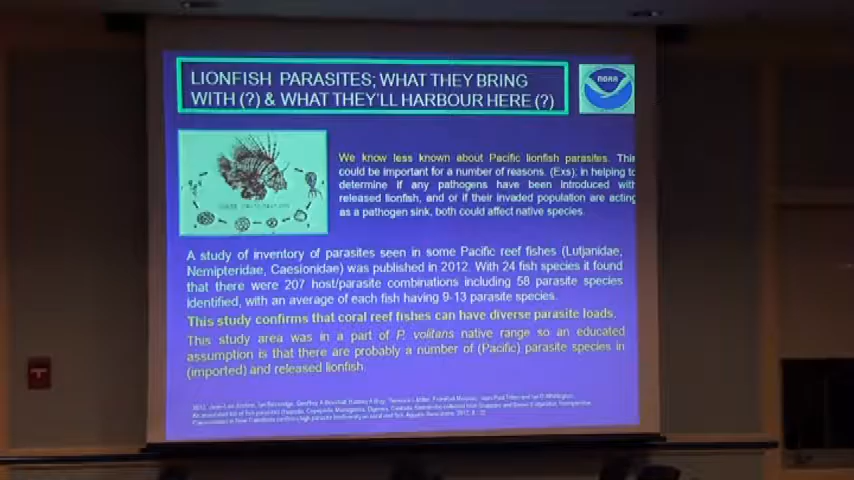 LIONFISH PARASITES; WHAT THEY BRING
WITH (?) & WHAT THEY'LL HARBOUR HERE (?)
NOAA
We know less known about Pacific lionfish parasites. This
could be important for a number of reasons. (Exs); in helping to
determine if any pathogens have been introduced with
released lionfish, and or if their invaded population are acting
as a pathogen sink, both could affect native species.
A study of inventory of parasites seen in some Pacific reef fishes (Lutjanidae,
Nemipteridae, Caesionidae) was published in 2012. With 24 fish species it found
that there were 207 host/parasite combinations including 58 parasite species
identified, with an average of each fish having 9-13 parasite species.
This study confirms that coral reef fishes can have diverse parasite loads.
This study area was in a part of P. volitans native range so an educated
assumption is that there are probably a number of (Pacific) parasite species in
(imported) and released lionfish.